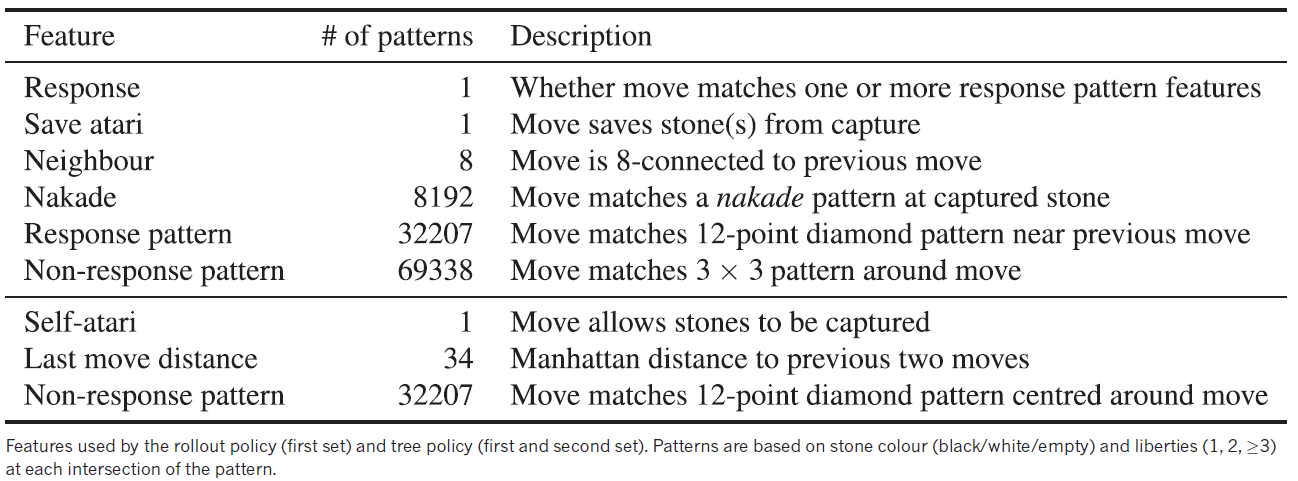 Feature # of patterns Description
Response 1 Whether move matches one or more response pattern features
Save atari 1 Move saves stone(s) from capture
Neighbour 8 Move is 8-connected to previous move
Nakade 8192 Move matches a nakade pattern at captured stone
Response pattern 32207 Move matches 12-point diamond pattern near previous move
Non-response pattern 69338 Move matches 3 × 3 pattern around move
Self-atari 1 Move allows stones to be captured
Last move distance 34 Manhattan distance to previous two moves
Non-response pattern 32207 Move matches 12-point diamond pattern centred around move
Features used by the rollout policy (first set) and tree policy (first and second set). Patterns are based on stone colour (black/white/empty) and liberties (1, 2, ≥3)
at each intersection of the pattern.